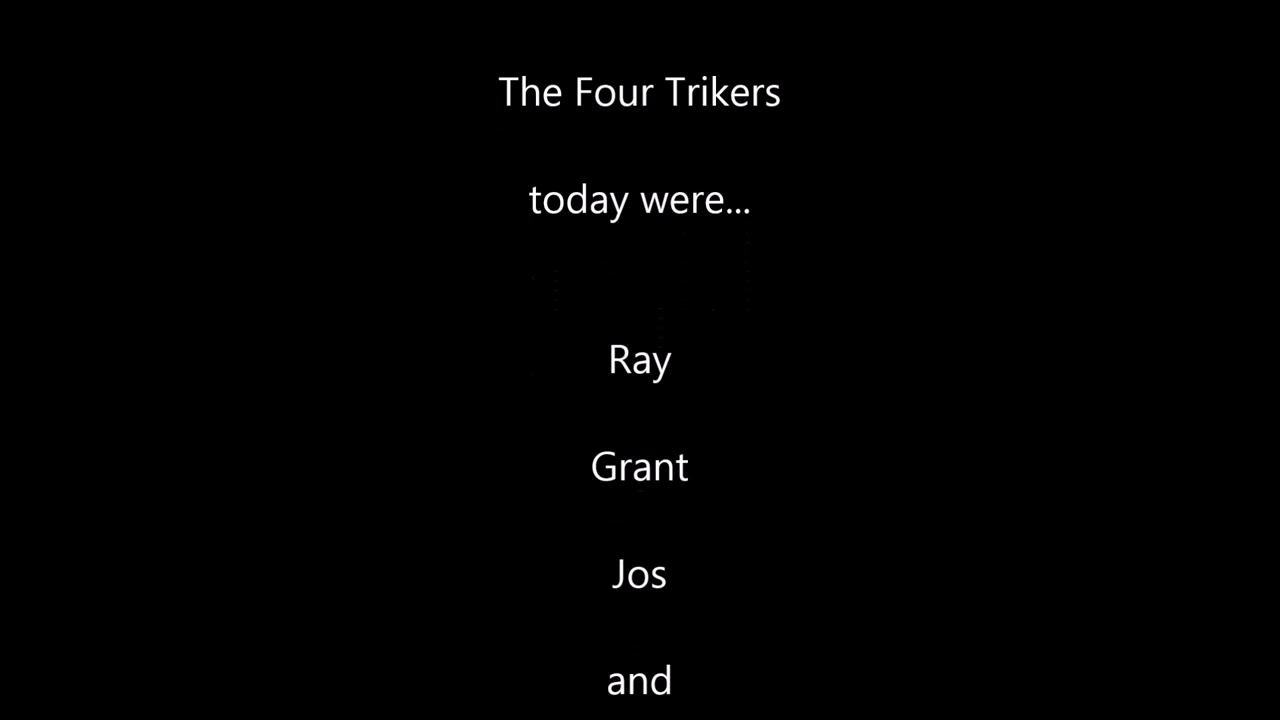 The Four Trikers
today were...
Ray
Grant
Jos
and